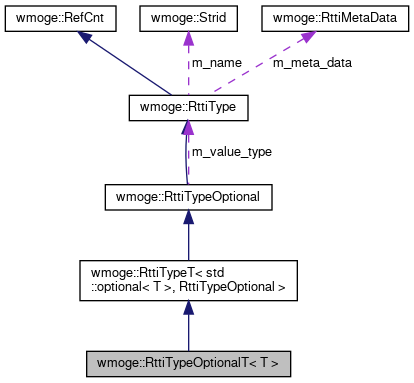 wmoge::RefCnt
wmoge::Strid
wmoge::RttiMetaData
m_name
m_meta_data
wmoge::RttiType
m_value_type
wmoge::RttiTypeOptional
wmoge::RttiTypeT< std
::optional< T >, RttiTypeOptional >
wmoge::RttiTypeOptionalT< T >